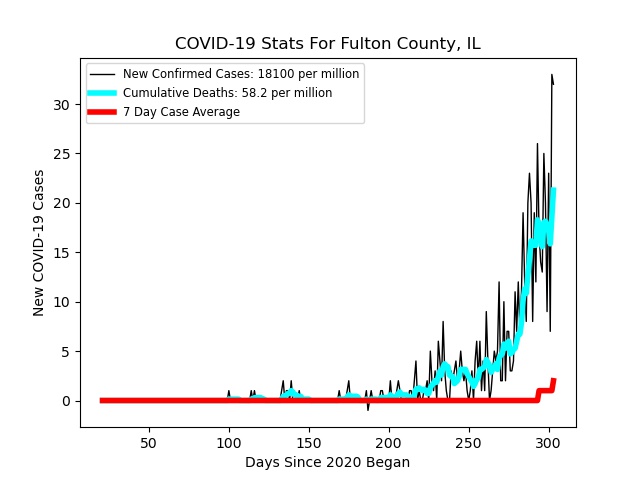 COVID-19 Stats For Fulton County, IL
New Confirmed Cases: 18100 per million
Cumulative Deaths: 58.2 per million
7 Day Case Average
New COVID-19 Cases
30
25
20
15
10
5
0
50 100 150 200 250 300
Days Since 2020 Began